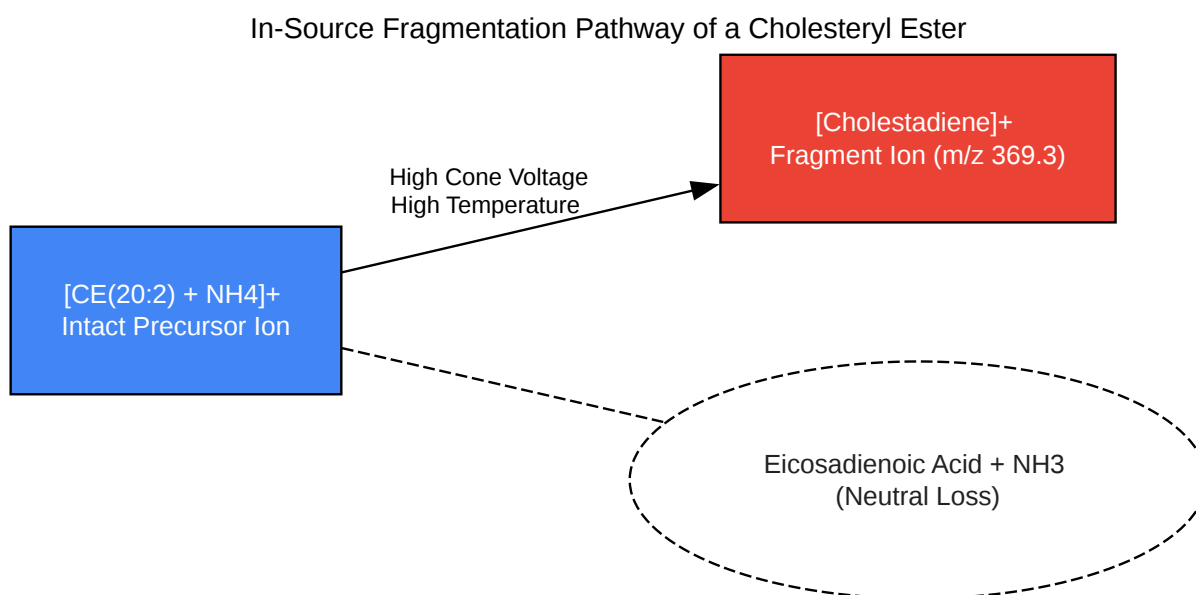 In-Source Fragmentation Pathway of a Cholesteryl Ester
[Cholestadiene]+
Fragment Ion (m/z 369.3)
High Cone Voltage
High Temperature
[CE(20:2) + NH4]+
Intact Precursor Ion
Eicosadienoic Acid + NH3
(Neutral Loss)